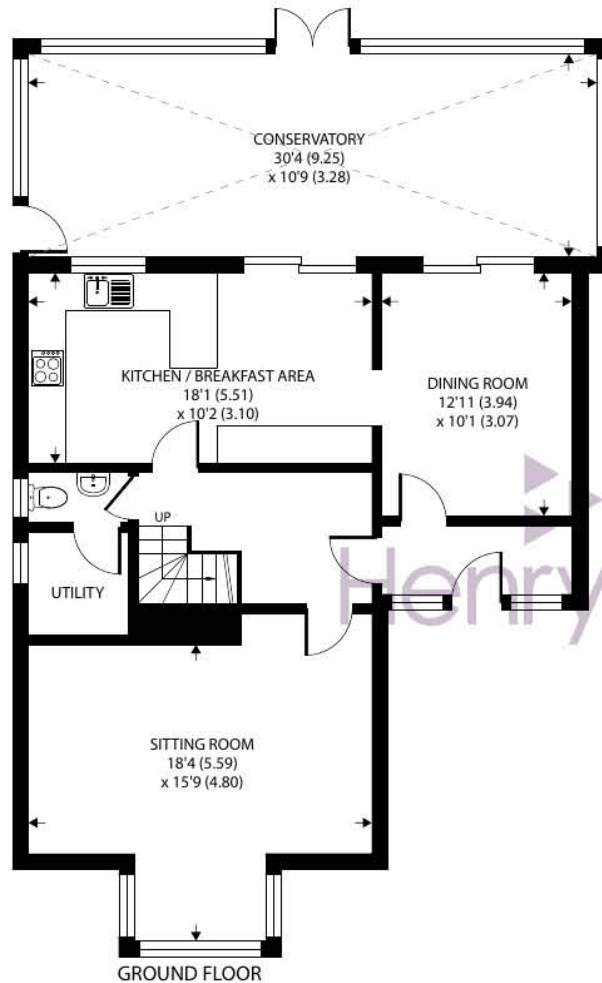 CONSERVATORY
30'4 (9.25)
x 10'9 (3.28)
KITCHEN / BREAKFAST AREA
18'1 (5.51)
x 10'2 (3.10)
DINING ROOM
12'11 (3.94)
x 10'1 (3.07)
UP
UTILITY
Henry
SITTING ROOM
18'4 (5.59)
x 15'9 (4.80)
GROUND FLOOR